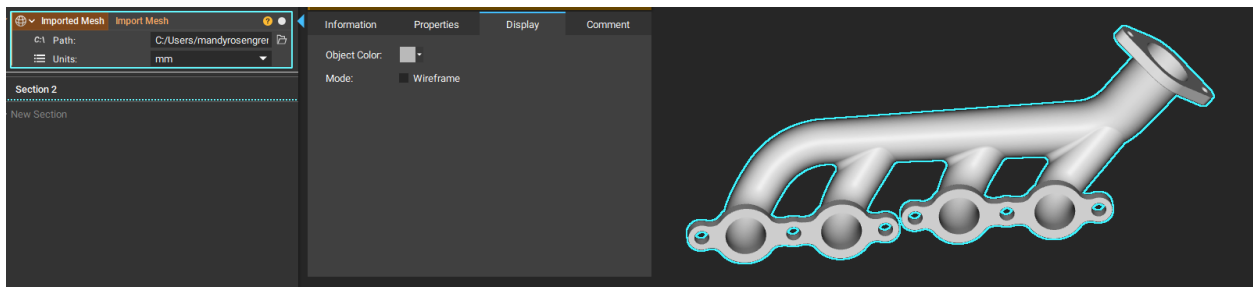 Imported Mesh Import Mesh ?
C:\ Path: C:/Users/mandyrosengrer
Units: mm
Section 2
New Section
Information Properties Display Comment
Object Color:
Mode: Wireframe